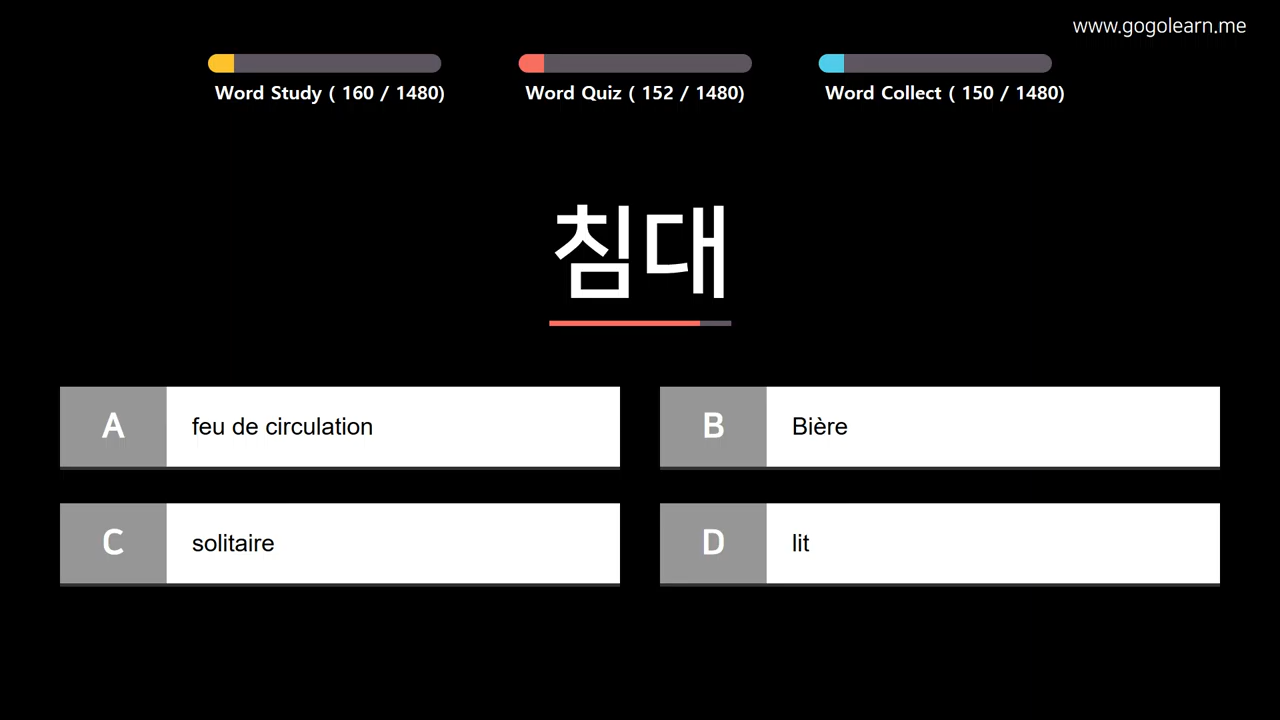 www.gogolearn.me
Word Study ( 160 / 1480)
Word Quiz ( 152 / 1480)
Word Collect ( 150 / 1480)
침대
A feu de circulation
B Bière
C solitaire
D lit